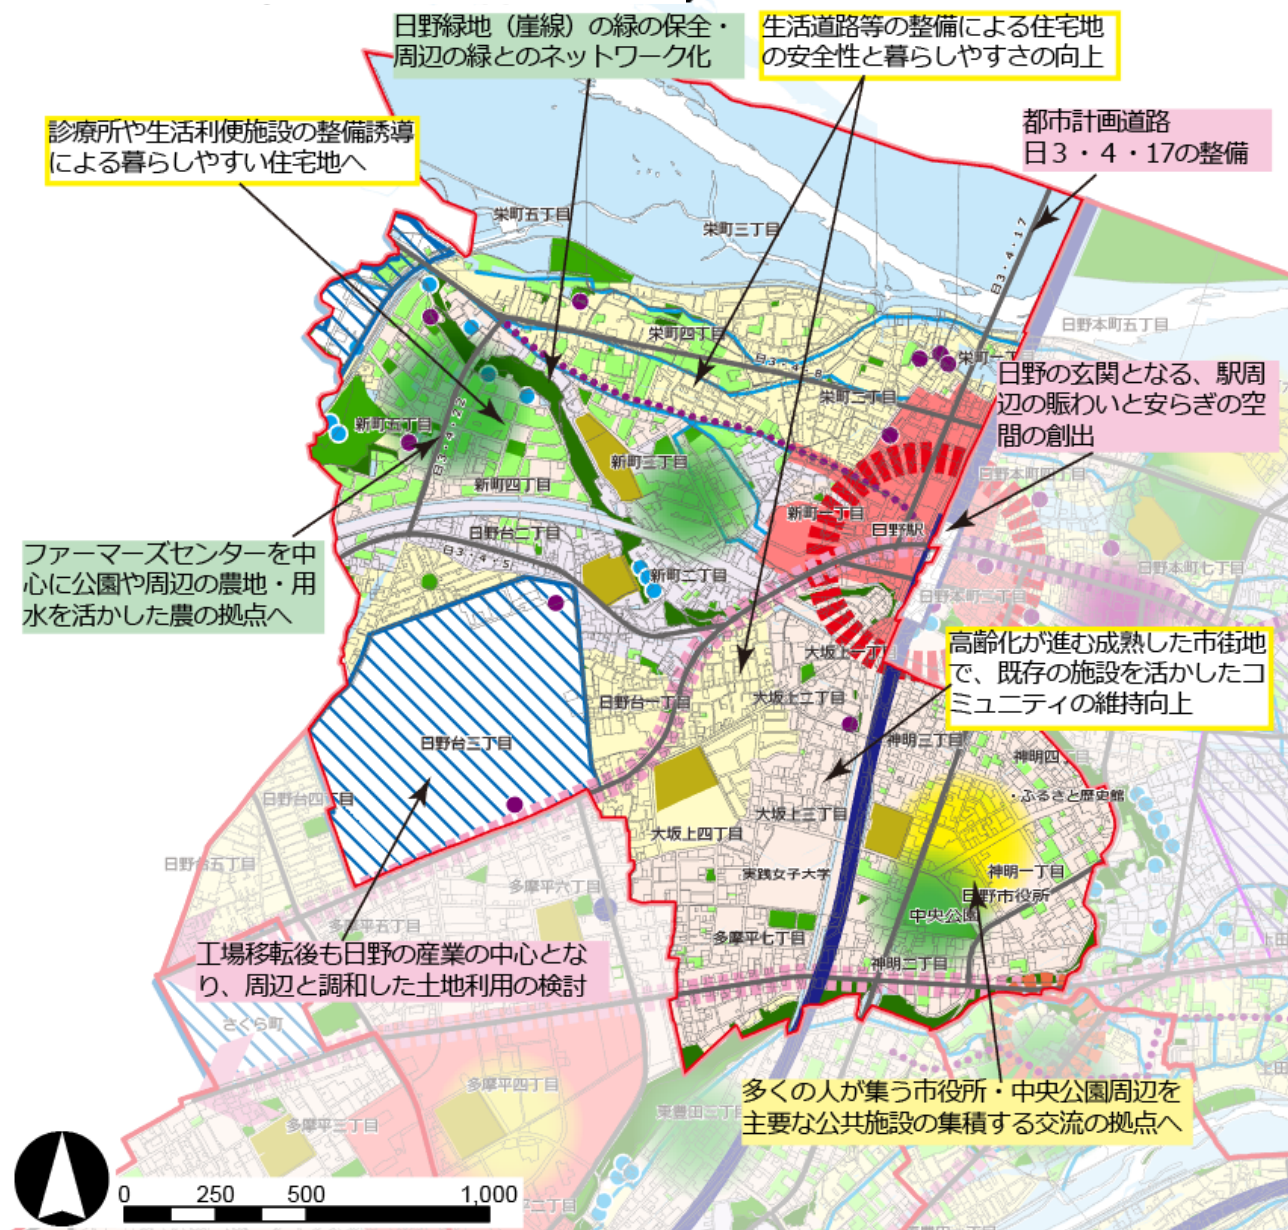 日野緑地（崖線）の緑の保全・
周辺の緑とのネットワーク化
生活道路等の整備による住宅地
の安全性と暮らしやすさの向上
都市計画道路
日３・４・17の整備
診療所や生活利便施設の整備誘導
による暮らしやすい住宅地へ
栄町五丁目
栄町三丁目
日3・4・17
日野本町五丁目
栄町四丁目
日3・4・8
栄町一丁
栄町二丁目
日野の玄関となる、駅周
辺の賑わいと安らぎの空
間の創出
新町五丁目
日3・4・22
新町三丁目
日野本町四丁目
新町四丁目
新町一丁目
日野駅
日野台二丁目
日3・4・5
新町二丁目
日野本町七丁目
日野本町三丁目
ファーマーズセンターを中
心に公園や周辺の農地・用
水を活かした農の拠点へ
高齢化が進む成熟した市街地
で、既存の施設を活かしたコ
ミュニティの維持向上
大坂上一丁目
大坂上二丁目
日野台一丁目
日野台三丁目
神明三丁目
神明四丁目
日野台四丁目
・ふるさと歴史館
大坂上三丁目
大坂上四丁目
日野台五丁目
実践女子大学
神明一丁目
日野市役所
多摩平六丁目
中央公園
多摩平五丁目
多摩平七丁目
神明二丁目
工場移転後も日野の産業の中心とな
り、周辺と調和した土地利用の検討
さくら町
多摩平四丁目
東豊田二丁目
多摩平三丁目
多くの人が集う市役所・中央公園周辺を
主要な公共施設の集積する交流の拠点へ
0 250 500 1,000